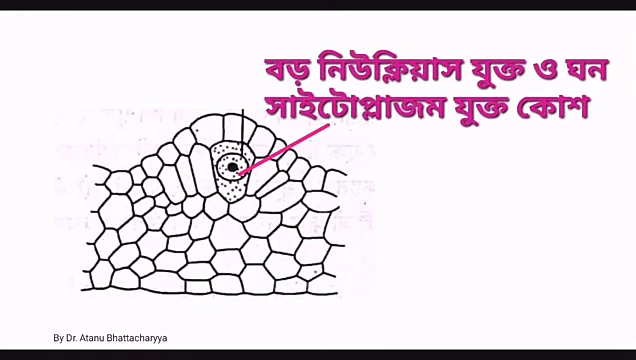 বড় নিউক্লিয়াস যুক্ত ও ঘন
সাইটোপ্লাজম যুক্ত কোশ
By Dr. Atanu Bhattacharyya